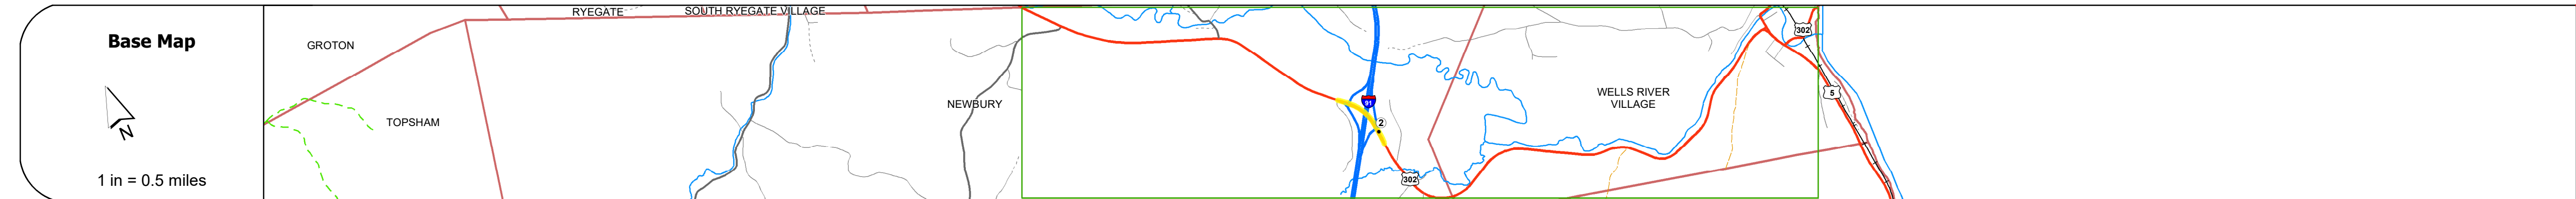 Base Map
N
1 in = 0.5 miles
GROTON
RYEGATE
SOUTH RYEGATE VILLAGE
TOPSHAM
NEWBURY
91
2
302
WELLS RIVER
VILLAGE
302
5